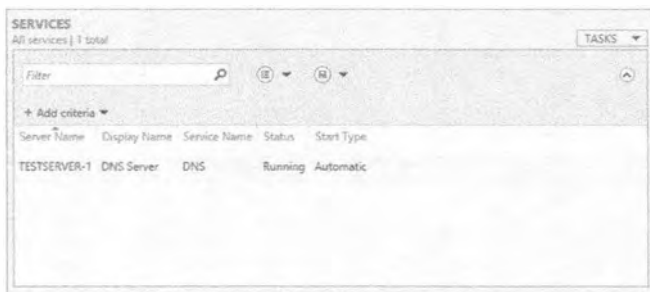 SERVICES
All services | 1 total
TASKS
Filter
+ Add criteria
Server Name Display Name Service Name Status Start Type
TESTSERVER-1 DNS Server DNS Running Automatic